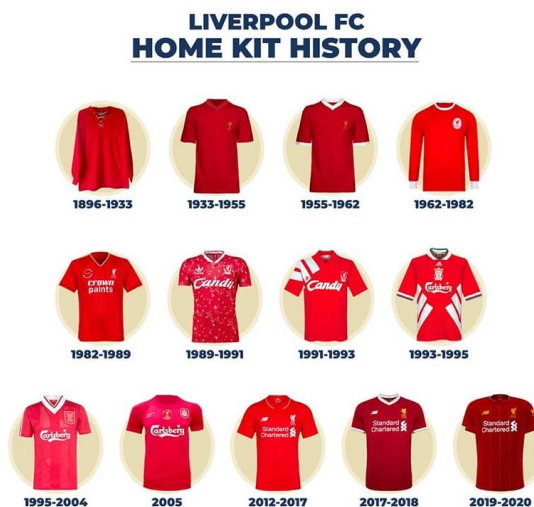 LIVERPOOL FC
HOME KIT HISTORY
1896-1933
1933-1955
1955-1962
1962-1982
crown
paints
Candy
Candy
Carlsberg
1982-1989
1989-1991
1991-1993
1993-1995
Carlsberg
Carlsberg
Standard
Chartered
Standard
Chartered
Standard
Chartered
1995-2004
2005
2012-2017
2017-2018
2019-2020